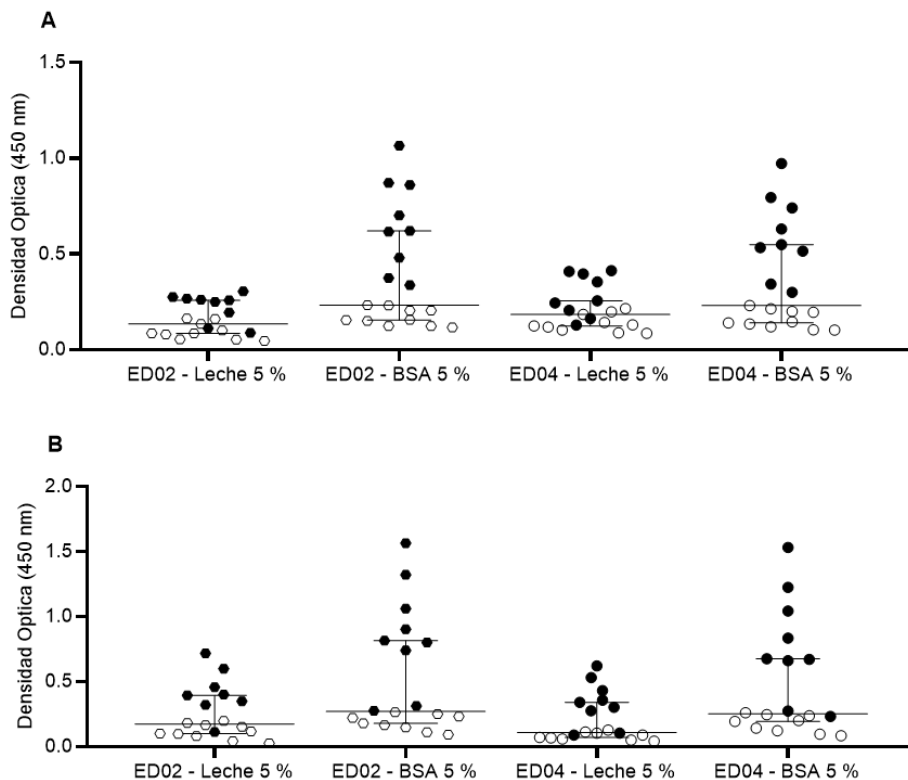 A
1.5
1.0
0.5
0.0
Densidad Optica (450 nm)
ED02 - Leche 5 %
ED02 - BSA 5 %
ED04 - Leche 5 %
ED04 - BSA 5 %
B
2.0
1.5
1.0
0.5
0.0
Densidad Optica (450 nm)
ED02 - Leche 5 %
ED02 - BSA 5 %
ED04 - Leche 5 %
ED04 - BSA 5 %